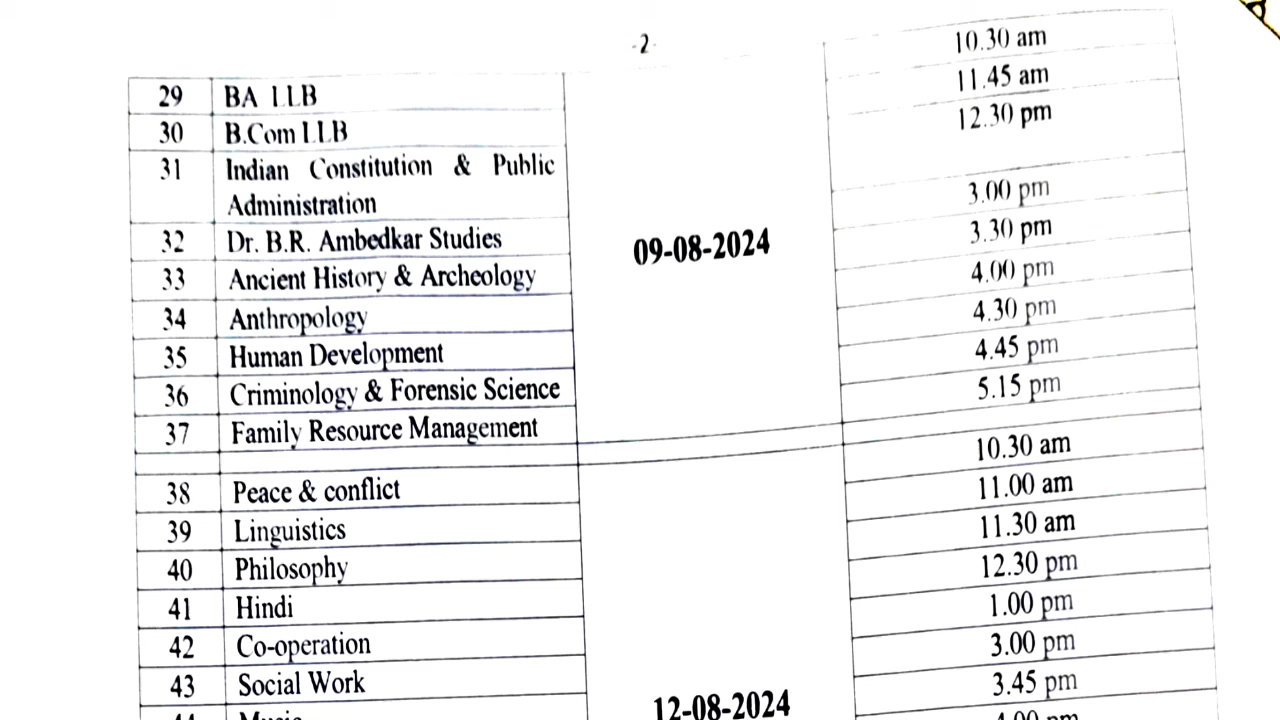 -2-
29 BA LLB 10.30 am
30 B.Com LLB 11.45 am
31 Indian Constitution & Public 12.30 pm
Administration
32 Dr. B.R. Ambedkar Studies 3.00 pm
09-08-2024
33 Ancient History & Archeology 3.30 pm
34 Anthropology 4.00 pm
35 Human Development 4.30 pm
36 Criminology & Forensic Science 4.45 pm
37 Family Resource Management 5.15 pm
38 Peace & conflict 10.30 am
39 Linguistics 11.00 am
40 Philosophy 11.30 am
41 Hindi 12.30 pm
42 Co-operation 1.00 pm
43 Social Work 3.00 pm
44 Music 3.45 pm
12-08-2024
4.00 pm